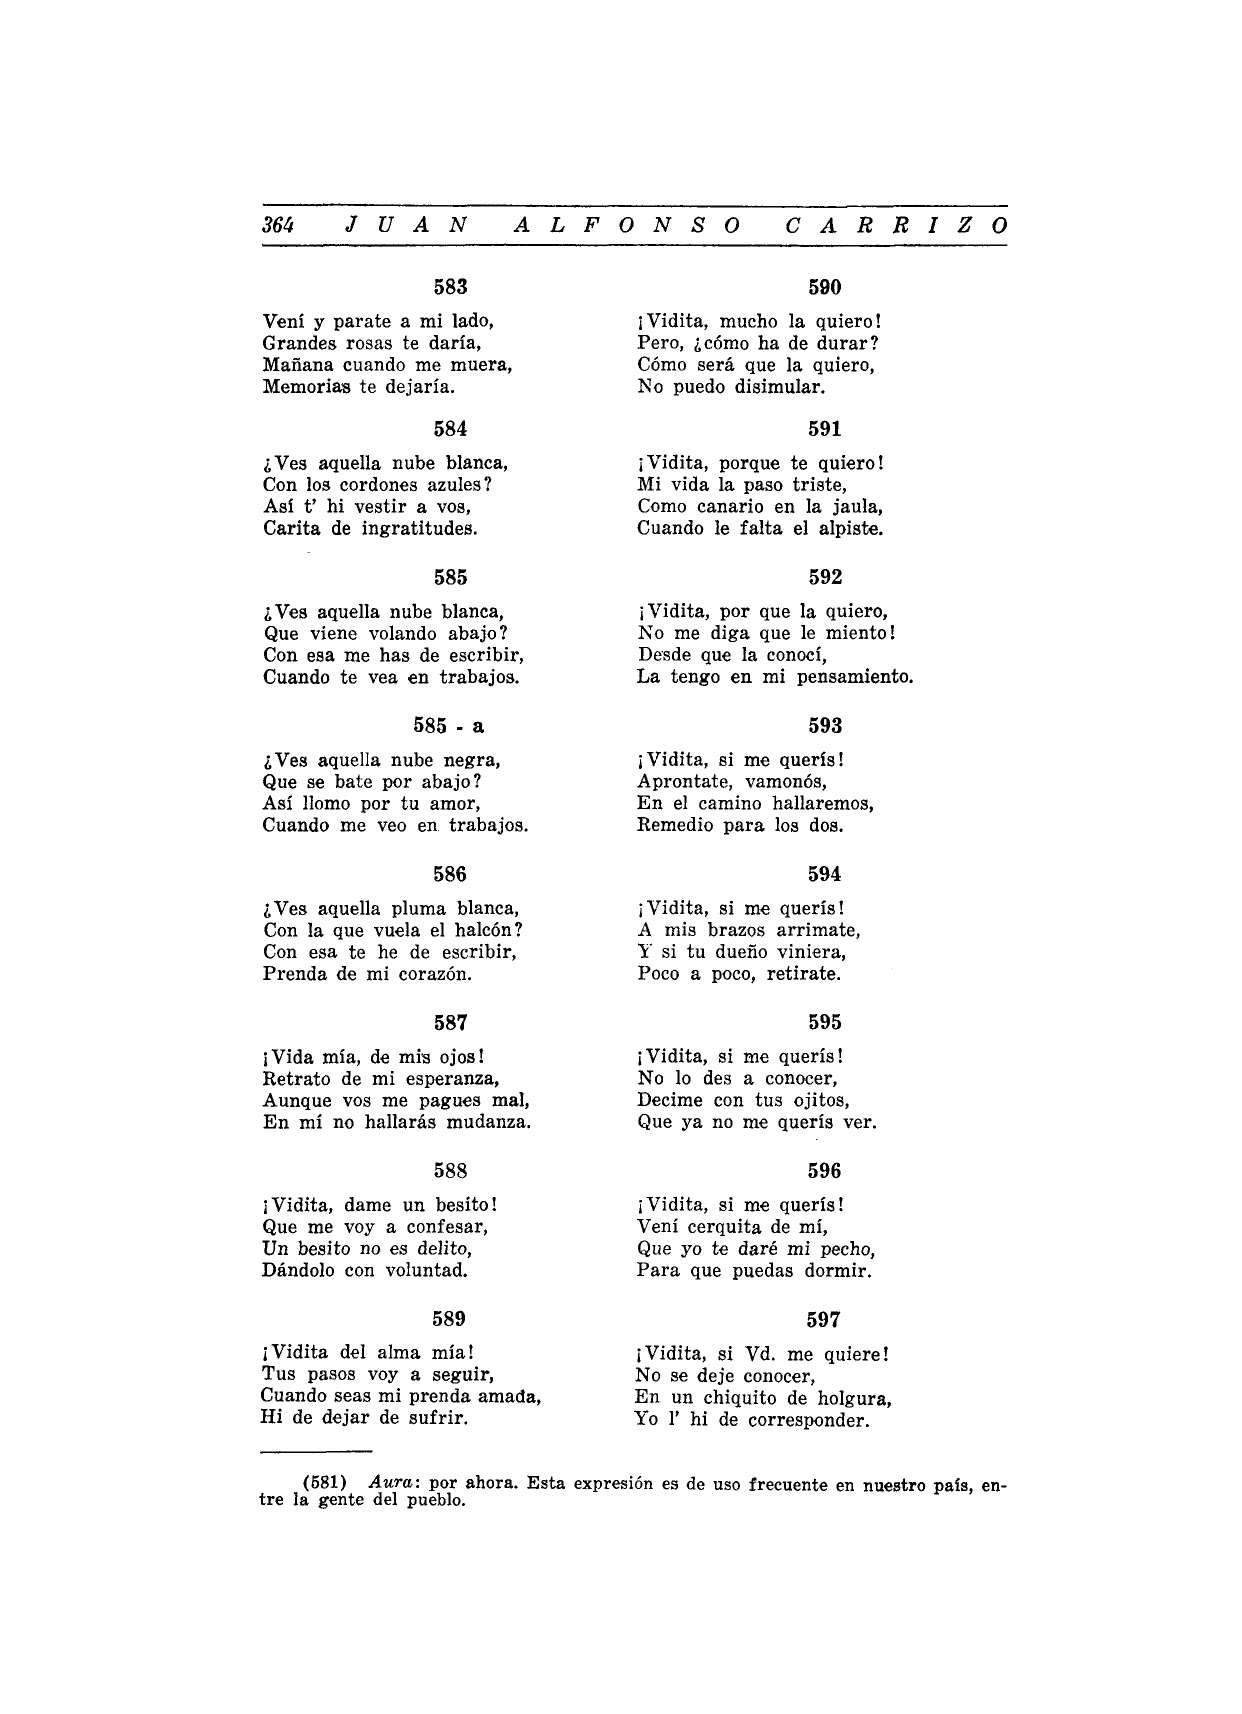 364 JUAN ALFONSO CARRIZO
583
Vení y parate a mi lado,
Grandes rosas te daría,
Mañana cuando me muera,
Memorias te dejaría.
584
¿Ves aquella nube blanca,
Con los cordones azules?
Así t' hi vestir a vos,
Carita de ingratitudes.
585
¿Ves aquella nube blanca,
Que viene volando abajo?
Con esa me has de escribir,
Cuando te vea en trabajos.
585 - a
¿Ves aquella nube negra,
Que se bate por abajo?
Así llomo por tu amor,
Cuando me veo en trabajos.
586
¿Ves aquella pluma blanca,
Con la que vuela el halcón?
Con esa te he de escribir,
Prenda de mi corazón.
587
¡Vida mía, de mis ojos!
Retrato de mi esperanza,
Aunque vos me pagues mal,
En mí no hallarás mudanza.
588
¡Vidita, dame un besito!
Que me voy a confesar,
Un besito no es delito,
Dándolo con voluntad.
589
¡Vidita del alma mía!
Tus pasos voy a seguir,
Cuando seas mi prenda amada,
Hi de dejar de sufrir.
590
¡Vidita, mucho la quiero!
Pero, ¿cómo ha de durar?
Cómo será que la quiero,
No puedo disimular.
591
¡Vidita, porque te quiero!
Mi vida la paso triste,
Como canario en la jaula,
Cuando le falta el alpiste.
592
¡Vidita, por que la quiero,
No me diga que le miento!
Desde que la conocí,
La tengo en mi pensamiento.
593
¡Vidita, si me querís!
Aprontate, vamonós,
En el camino hallaremos,
Remedio para los dos.
594
¡Vidita, si me querís!
A mis brazos arrimate,
Y si tu dueño viniera,
Poco a poco, retirate.
595
¡Vidita, si me querís!
No lo des a conocer,
Decime con tus ojitos,
Que ya no me querís ver.
596
¡Vidita, si me querís!
Vení cerquita de mí,
Que yo te daré mi pecho,
Para que puedas dormir.
597
¡Vidita, si Vd. me quiere!
No se deje conocer,
En un chiquito de holgura,
Yo l' hi de corresponder.
(581) Aura: por ahora. Esta expresión es de uso frecuente en nuestro país, en-
tre la gente del pueblo.